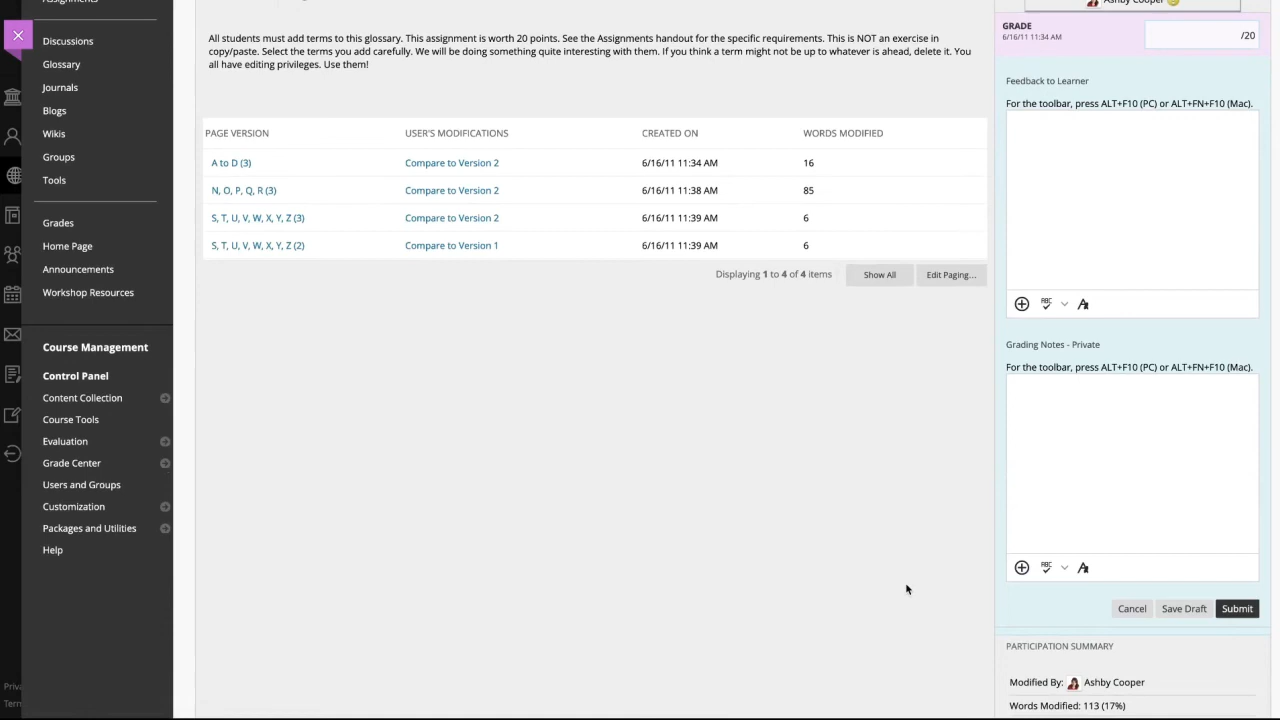 Discussions
Glossary
Journals
Blogs
Wikis
Groups
Tools
Grades
Home Page
Announcements
Workshop Resources
Course Management
Control Panel
Content Collection
Course Tools
Evaluation
Grade Center
Users and Groups
Customization
Packages and Utilities
Help
Priva
Term
All students must add terms to this glossary. This assignment is worth 20 points. See the Assignments handout for the specific requirements. This is NOT an exercise in
copy/paste. Select the terms you add carefully. We will be doing something quite interesting with them. If you think a term might not be up to whatever is ahead, delete it. You
all have editing privileges. Use them!
PAGE VERSION USER'S MODIFICATIONS CREATED ON WORDS MODIFIED
A to D (3) Compare to Version 2 6/16/11 11:34 AM 16
N, O, P, Q, R (3) Compare to Version 2 6/16/11 11:38 AM 85
S, T, U, V, W, X, Y, Z (3) Compare to Version 2 6/16/11 11:39 AM 6
S, T, U, V, W, X, Y, Z (2) Compare to Version 1 6/16/11 11:39 AM 6
Displaying 1 to 4 of 4 items Show All Edit Paging...
Ashby Cooper
GRADE
6/16/11 11:34 AM /20
Feedback to Learner
For the toolbar, press ALT+F10 (PC) or ALT+FN+F10 (Mac).
ABC
Grading Notes - Private
For the toolbar, press ALT+F10 (PC) or ALT+FN+F10 (Mac).
ABC
Cancel Save Draft Submit
PARTICIPATION SUMMARY
Modified By: Ashby Cooper
Words Modified: 113 (17%)